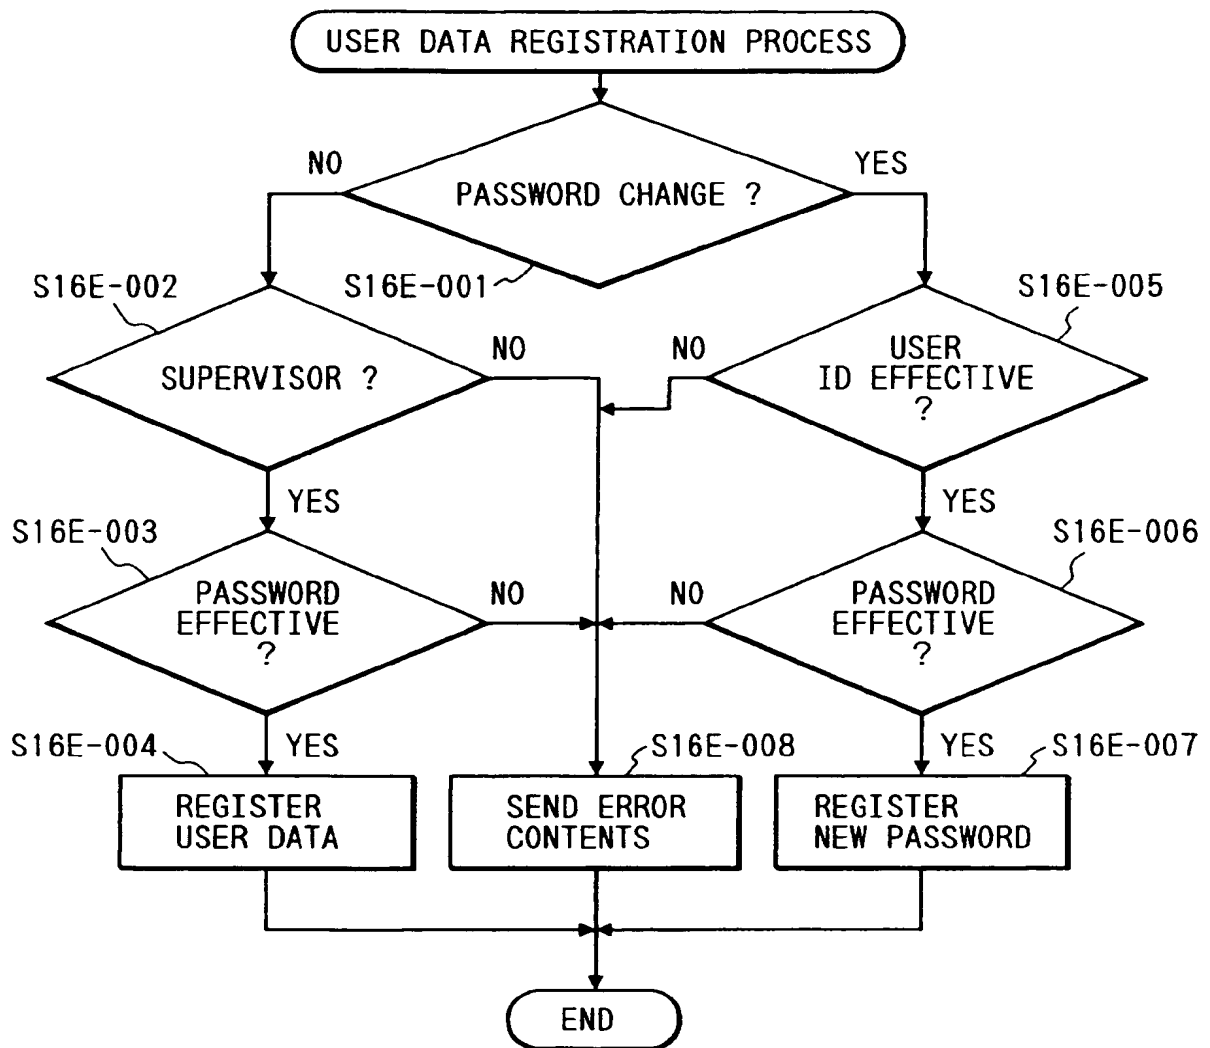 USER DATA REGISTRATION PROCESS
NO
YES
PASSWORD CHANGE ?
S16E-002
S16E-001
S16E-005
SUPERVISOR ?
NO
NO
USER
ID EFFECTIVE
?
YES
YES
S16E-003
S16E-006
PASSWORD
EFFECTIVE
?
NO
NO
PASSWORD
EFFECTIVE
?
S16E-004
YES
S16E-008
YES
S16E-007
REGISTER
USER DATA
SEND ERROR
CONTENTS
REGISTER
NEW PASSWORD
END